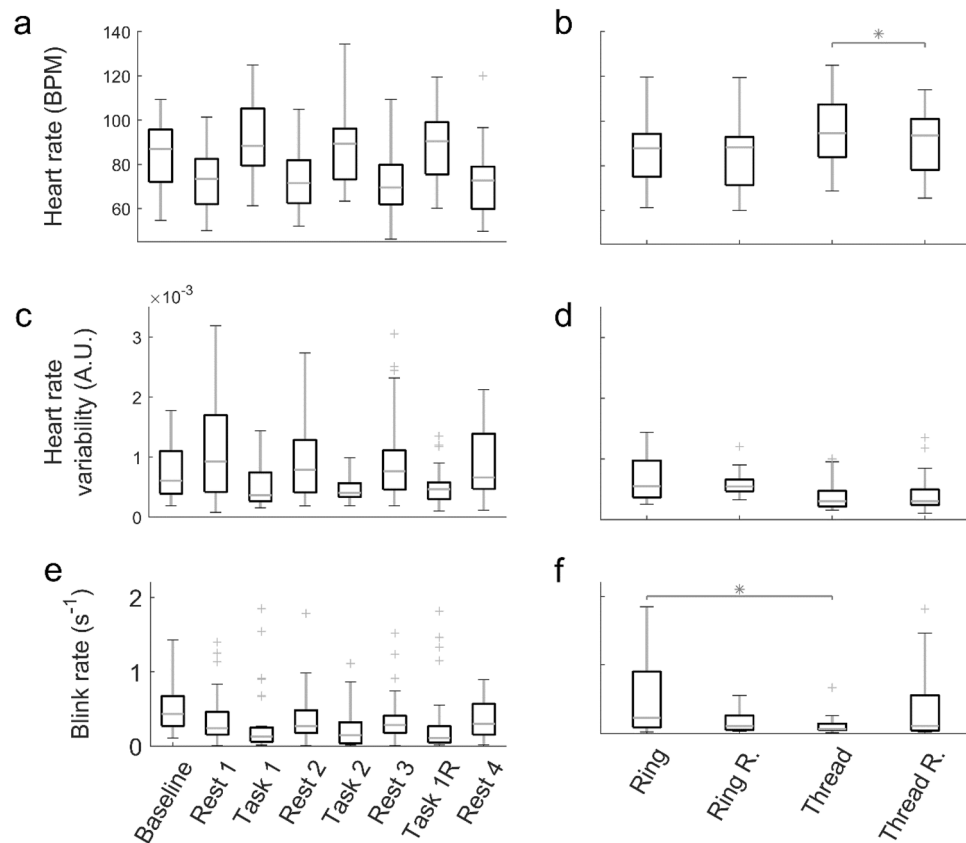 a
Heart rate (BPM)
140
120
100
80
60
b
*
c
Heart rate
variability (A.U.)
×10⁻³
3
2
1
0
d
e
Blink rate (s⁻¹)
2
1
0
Baseline
Rest 1
Task 1
Rest 2
Task 2
Rest 3
Task 1R
Rest 4
f
*
Ring
Ring R.
Thread
Thread R.